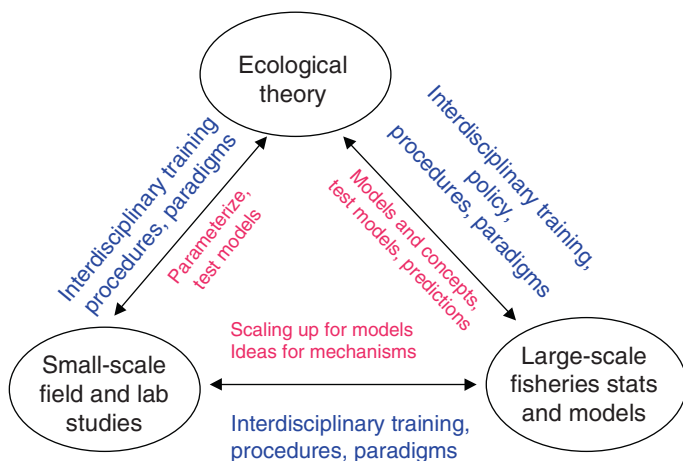 Ecological
theory
Interdisciplinary training
procedures, paradigms
Parameterize,
test models
Interdisciplinary training,
policy,
procedures, paradigms
Models and concepts,
test models, predictions
Scaling up for models
Ideas for mechanisms
Small-scale
field and lab
studies
Large-scale
fisheries stats
and models
Interdisciplinary training,
procedures, paradigms